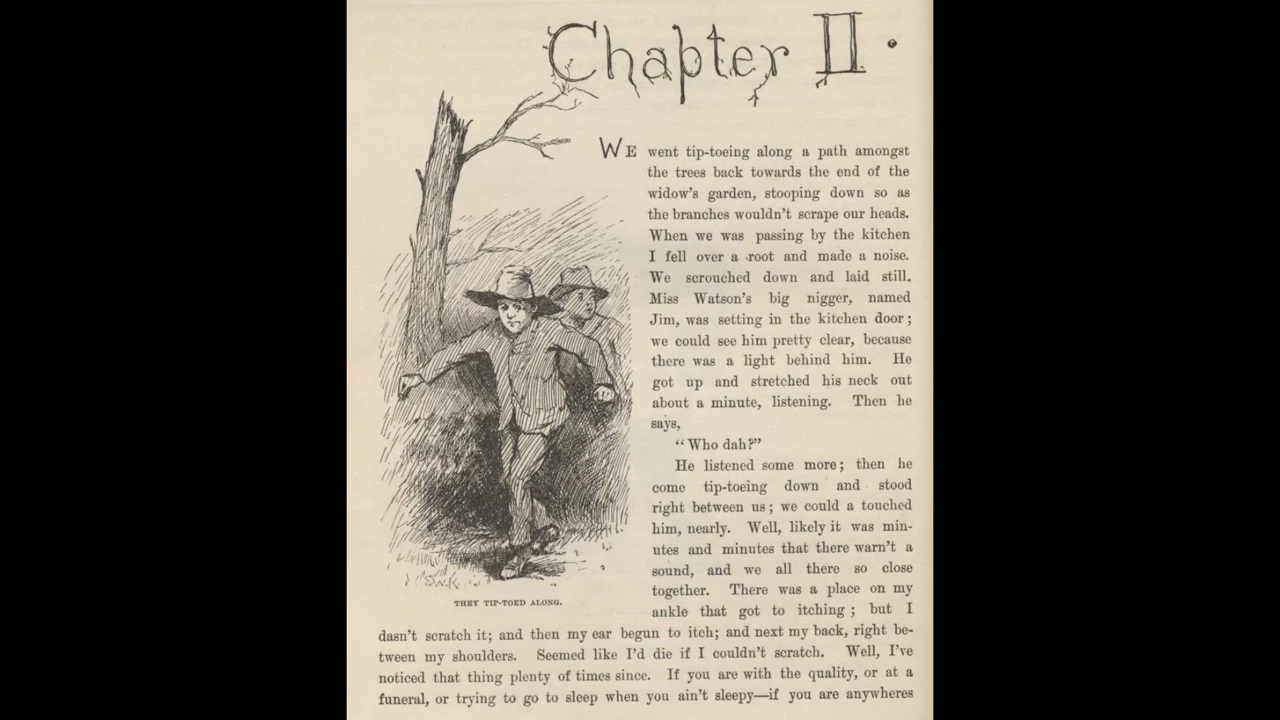 Chapter II.
WE went tip-toeing along a path amongst
the trees back towards the end of the
widow's garden, stooping down so as
the branches wouldn't scrape our heads.
When we was passing by the kitchen
I fell over a root and made a noise.
We scrouched down and laid still.
Miss Watson's big nigger, named
Jim, was setting in the kitchen door;
we could see him pretty clear, because
there was a light behind him. He
got up and stretched his neck out
about a minute, listening. Then he
says,
"Who dah?"
He listened some more; then he
come tip-toeing down and stood
right between us; we could a touched
him, nearly. Well, likely it was min-
utes and minutes that there warn't a
sound, and we all there so close
together. There was a place on my
ankle that got to itching; but I
dasn't scratch it; and then my ear begun to itch; and next my back, right be-
tween my shoulders. Seemed like I'd die if I couldn't scratch. Well, I've
noticed that thing plenty of times since. If you are with the quality, or at a
funeral, or trying to go to sleep when you ain't sleepy—if you are anywheres
THEY TIP-TOED ALONG.